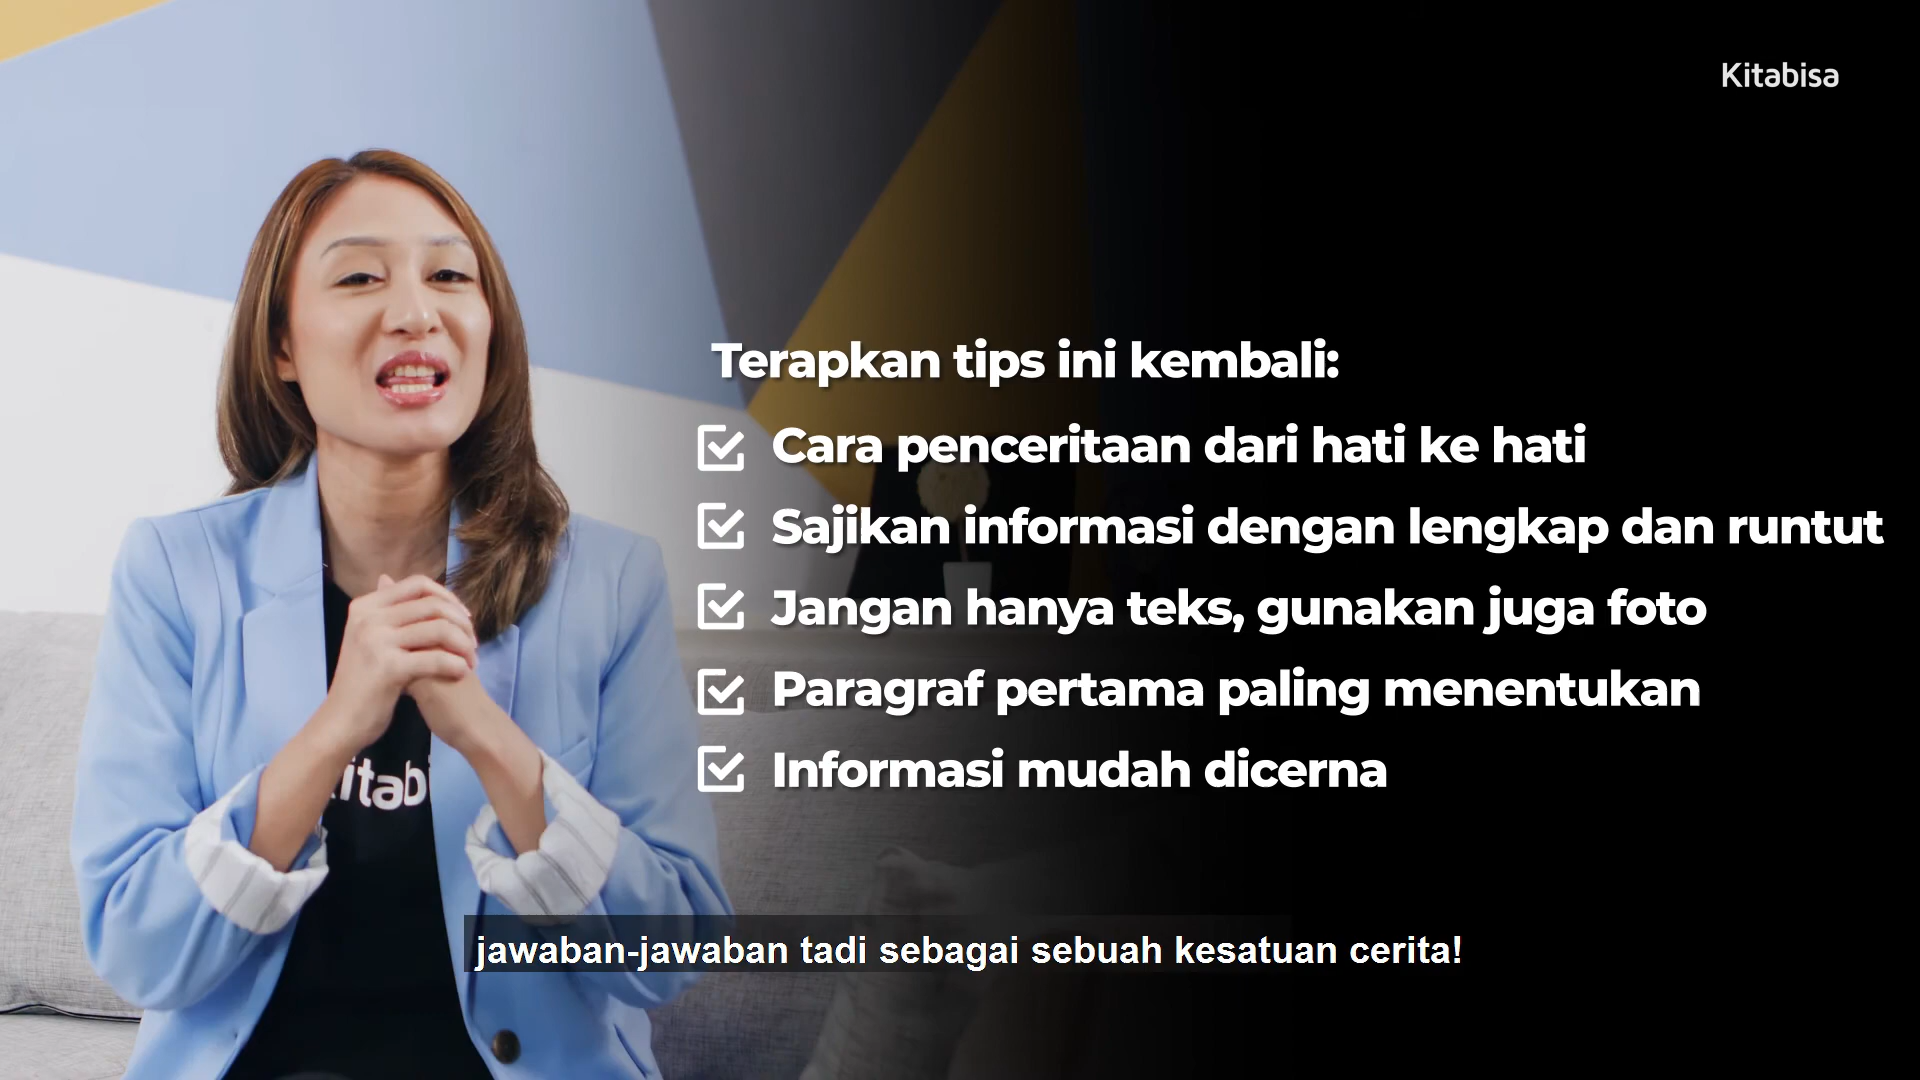 Kitabisa
Terapkan tips ini kembali:
Cara penceritaan dari hati ke hati
Sajikan informasi dengan lengkap dan runtut
Jangan hanya teks, gunakan juga foto
Paragraf pertama paling menentukan
Informasi mudah dicerna
itabi
jawaban-jawaban tadi sebagai sebuah kesatuan cerita!